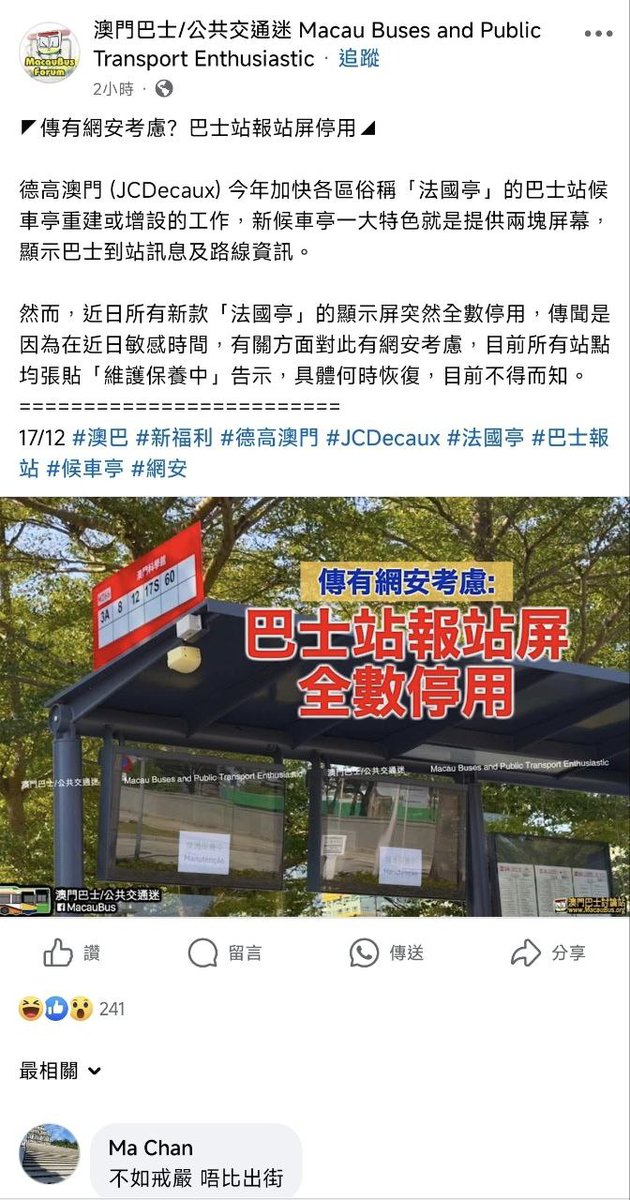 澳門巴士/公共交通迷 Macau Buses and Public
Transport Enthusiastic · 追蹤
2小時 ·
MacauBus
Forum
◤傳有網安考慮？巴士站報站屏停用◢
德高澳門 (JCDecaux) 今年加快各區俗稱「法國亭」的巴士站候
車亭重建或增設的工作，新候車亭一大特色就是提供兩塊屏幕，
顯示巴士到站訊息及路線資訊。
然而，近日所有新款「法國亭」的顯示屏突然全數停用，傳聞是
因為在近日敏感時間，有關方面對此有網安考慮，目前所有站點
均張貼「維護保養中」告示，具體何時恢復，目前不得而知。
=========================
17/12 #澳巴 #新福利 #德高澳門 #JCDecaux #法國亭 #巴士報
站 #候車亭 #網安
傳有網安考慮:
巴士站報站屏
全數停用
澳門科學館
3A 8 12 17S 60
澳門巴士/公共交通迷
Macau Buses and Public Transport Enthusiastic
澳門巴士/公共交通迷
Macau Buses and Public Transport Enthusiastic
維護保養中
Manutenção
維護保養中
Manutenção
澳門巴士/公共交通迷
MacauBus
澳門巴士討論站
www.MacauBus.org
讚
留言
傳送
分享
241
最相關
Ma Chan
不如戒嚴 唔比出街